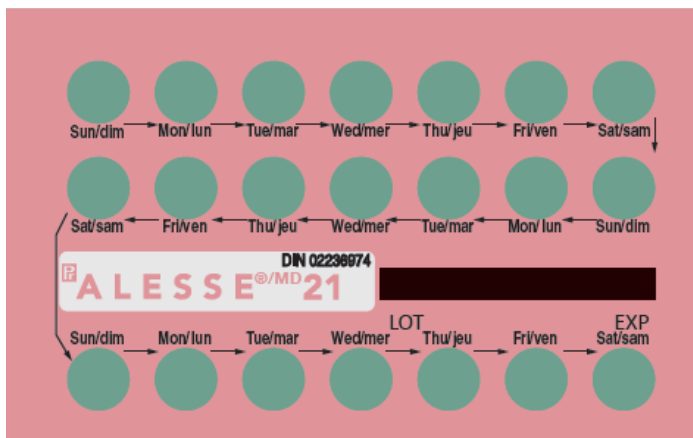 Sun/dim Mon/lun Tue/mar Wed/mer Thu/jeu Fri/ven Sat/sam
Sat/sam Fri/ven Thu/jeu Wed/mer Tue/mar Mon/lun Sun/dim
DIN 02236974
Pr ALESSE®/MD 21
LOT EXP
Sun/dim Mon/lun Tue/mar Wed/mer Thu/jeu Fri/ven Sat/sam